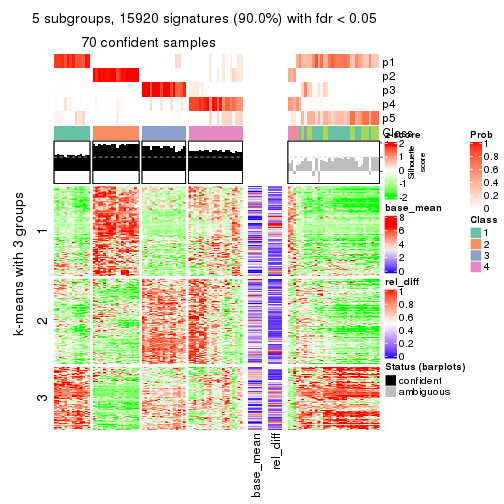 5 subgroups, 15920 signatures (90.0%) with fdr < 0.05
70 confident samples
p1
p2
p3
p4
p5
Class
k-means with 3 groups
1
2
3
base_mean
rel_diff
Silhouette
score
z-score
2
1
0
-1
-2
base_mean
8
6
4
2
0
rel_diff
1
0.8
0.6
0.4
0.2
0
Status (barplots)
confident
ambiguous
Prob
1
0.8
0.6
0.4
0.2
0
Class
1
2
3
4